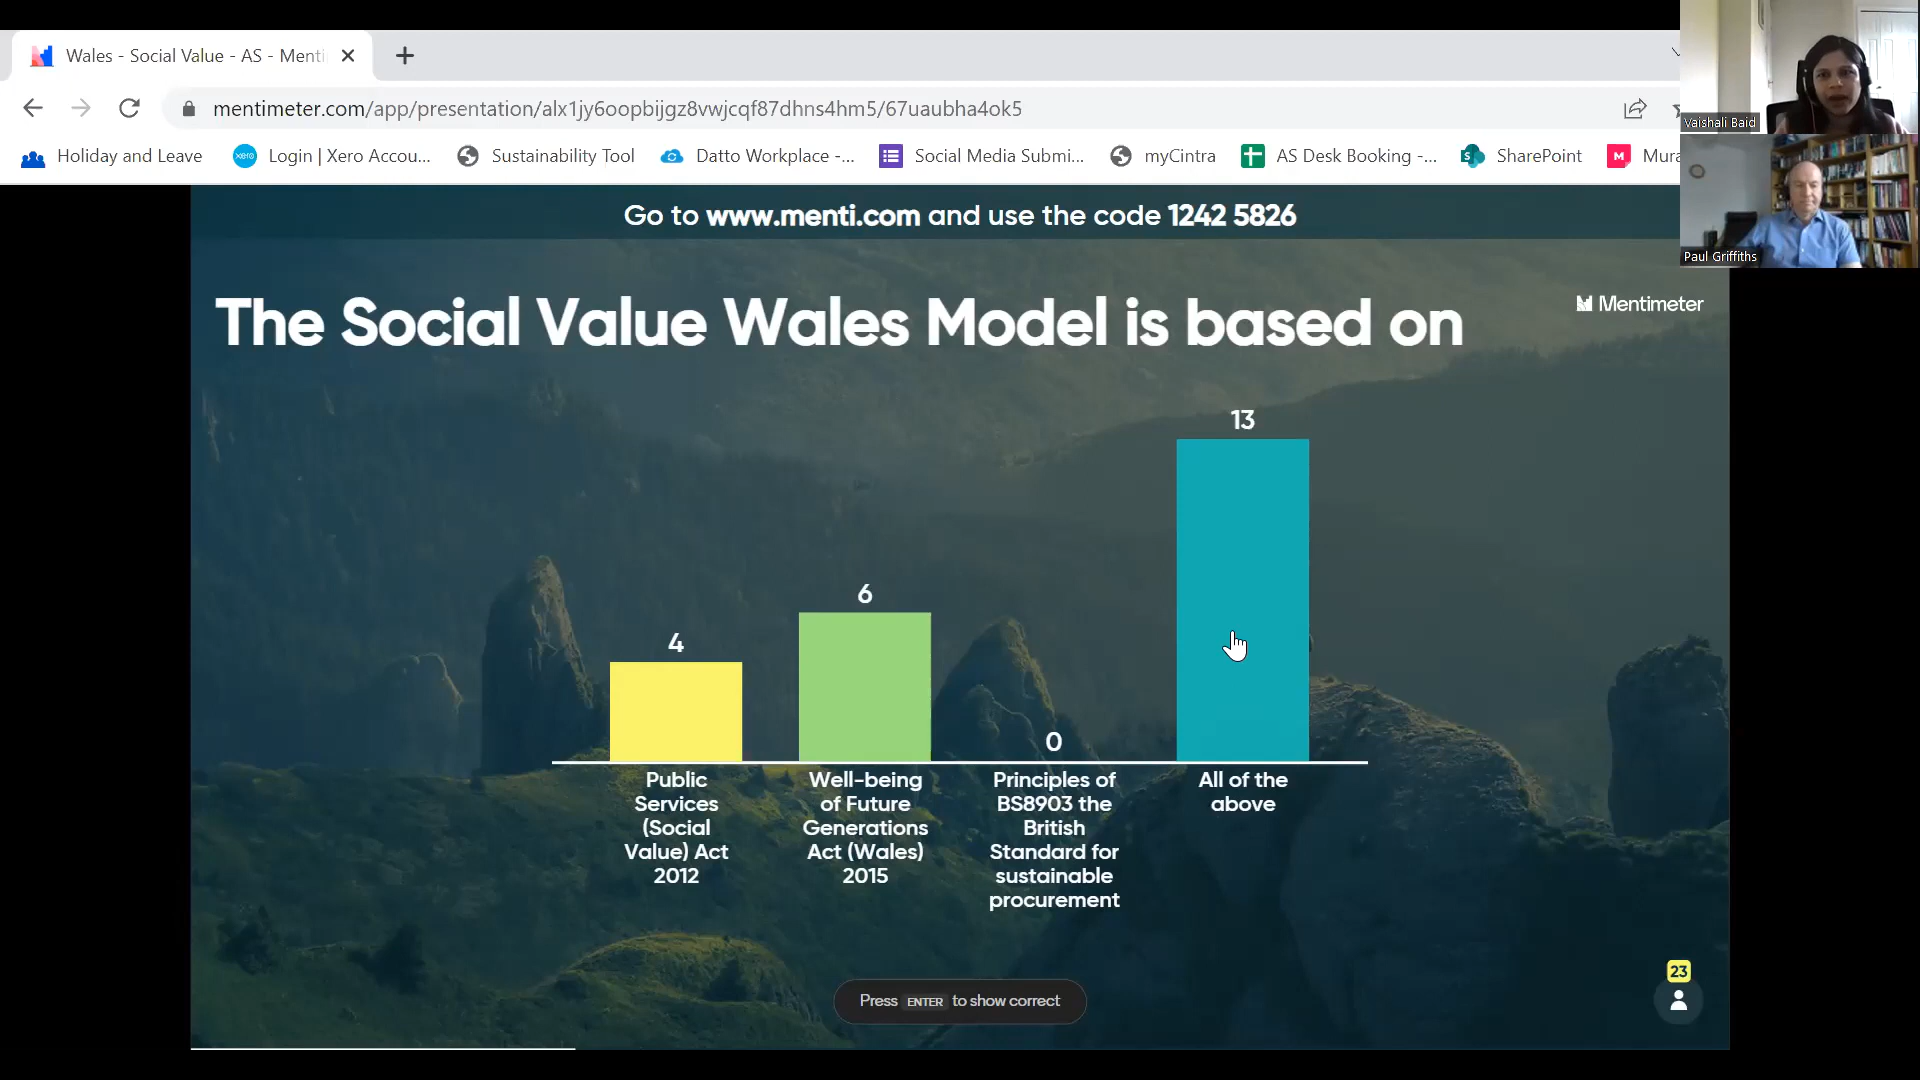 Wales - Social Value - AS - Menti
mentimeter.com/app/presentation/alx1jy6oopbijgz8vwjcqf87dhns4hm5/67uaubha4ok5
Holiday and Leave
xero
Login | Xero Accou...
Sustainability Tool
Datto Workplace -...
Social Media Submi...
myCintra
AS Desk Booking -...
S
SharePoint
M
Mura
Vaishali Baid
Paul Griffiths
Go to www.menti.com and use the code 1242 5826
Mentimeter
The Social Value Wales Model is based on
4
6
0
13
Public
Services
(Social
Value) Act
2012
Well-being
of Future
Generations
Act (Wales)
2015
Principles of
BS8903 the
British
Standard for
sustainable
procurement
All of the
above
Press ENTER to show correct
23